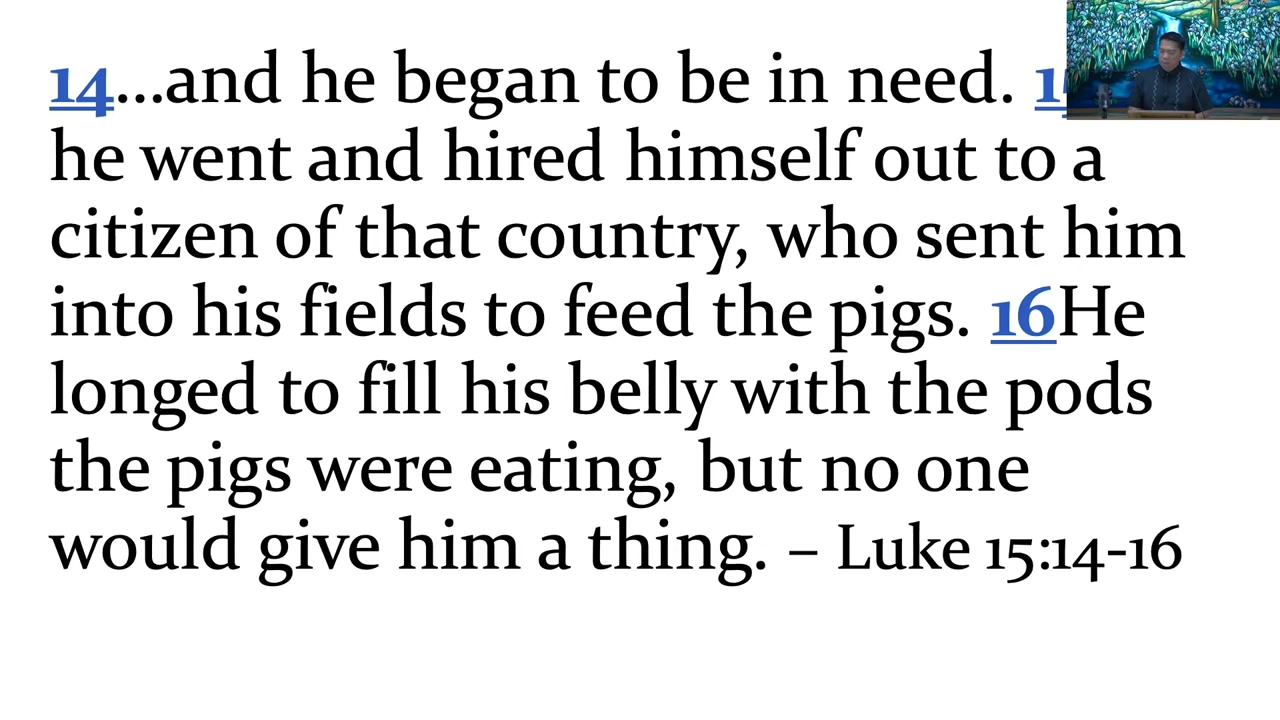 14...and he began to be in need.
he went and hired himself out to a
citizen of that country, who sent him
into his fields to feed the pigs. 16He
longed to fill his belly with the pods
the pigs were eating, but no one
would give him a thing. – Luke 15:14-16